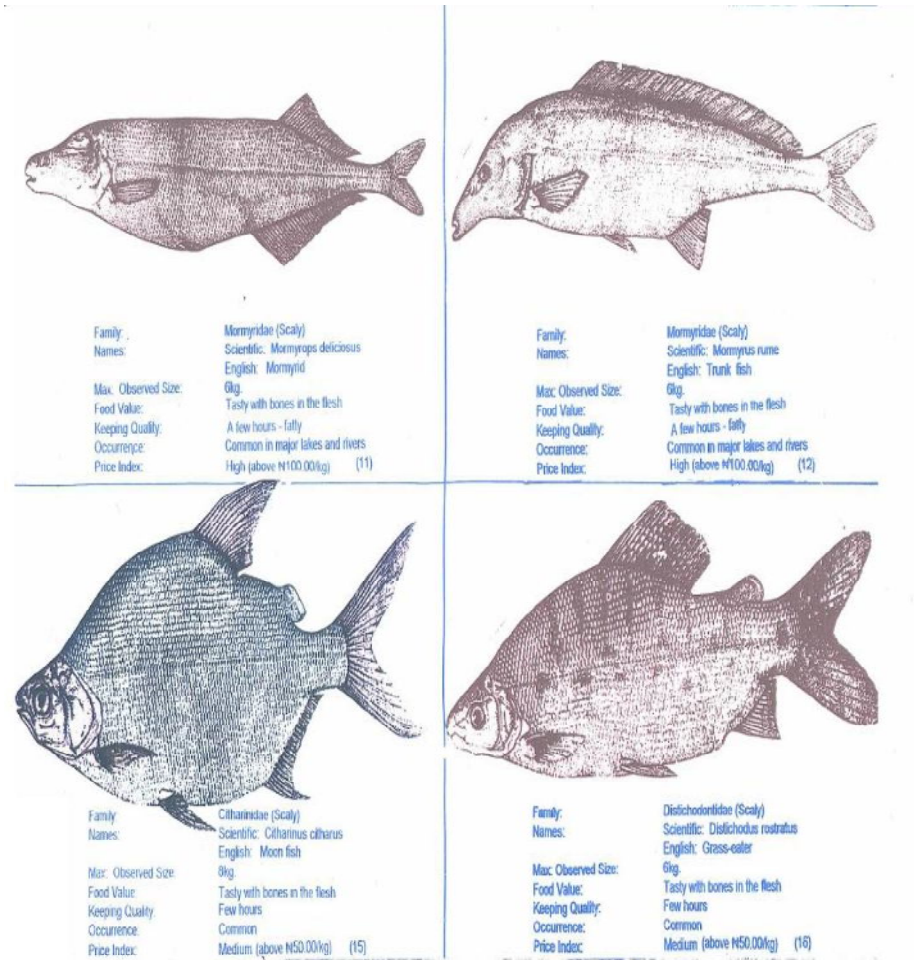 Family: Mormyridae (Scaly)
Names: Scientific: Mormyrops deliciosus
English: Mormyrid
Max. Observed Size: 6kg.
Food Value: Tasty with bones in the flesh
Keeping Quality: A few hours - fatty
Occurrence: Common in major lakes and rivers
Price Index: High (above ₦100.00/kg) (11)
Family: Mormyridae (Scaly)
Names: Scientific: Mormyrus rume
English: Trunk fish
Max. Observed Size: 6kg.
Food Value: Tasty with bones in the flesh
Keeping Quality: A few hours - fatty
Occurrence: Common in major lakes and rivers
Price Index: High (above ₦100.00/kg) (12)
Family Citharinidae (Scaly)
Names: Scientific: Citharinus citharus
English: Moon fish
Max. Observed Size 8kg.
Food Value: Tasty with bones in the flesh
Keeping Quality Few hours
Occurrence Common
Price Index: Medium (above ₦50.00/kg) (15)
Family: Distichodontidae (Scaly)
Names: Scientific: Distichodus rostratus
English: Grass-eater
Max. Observed Size: 6kg.
Food Value: Tasty with bones in the flesh
Keeping Quality: Few hours
Occurrence: Common
Price Index: Medium (above ₦50.00/kg) (16)